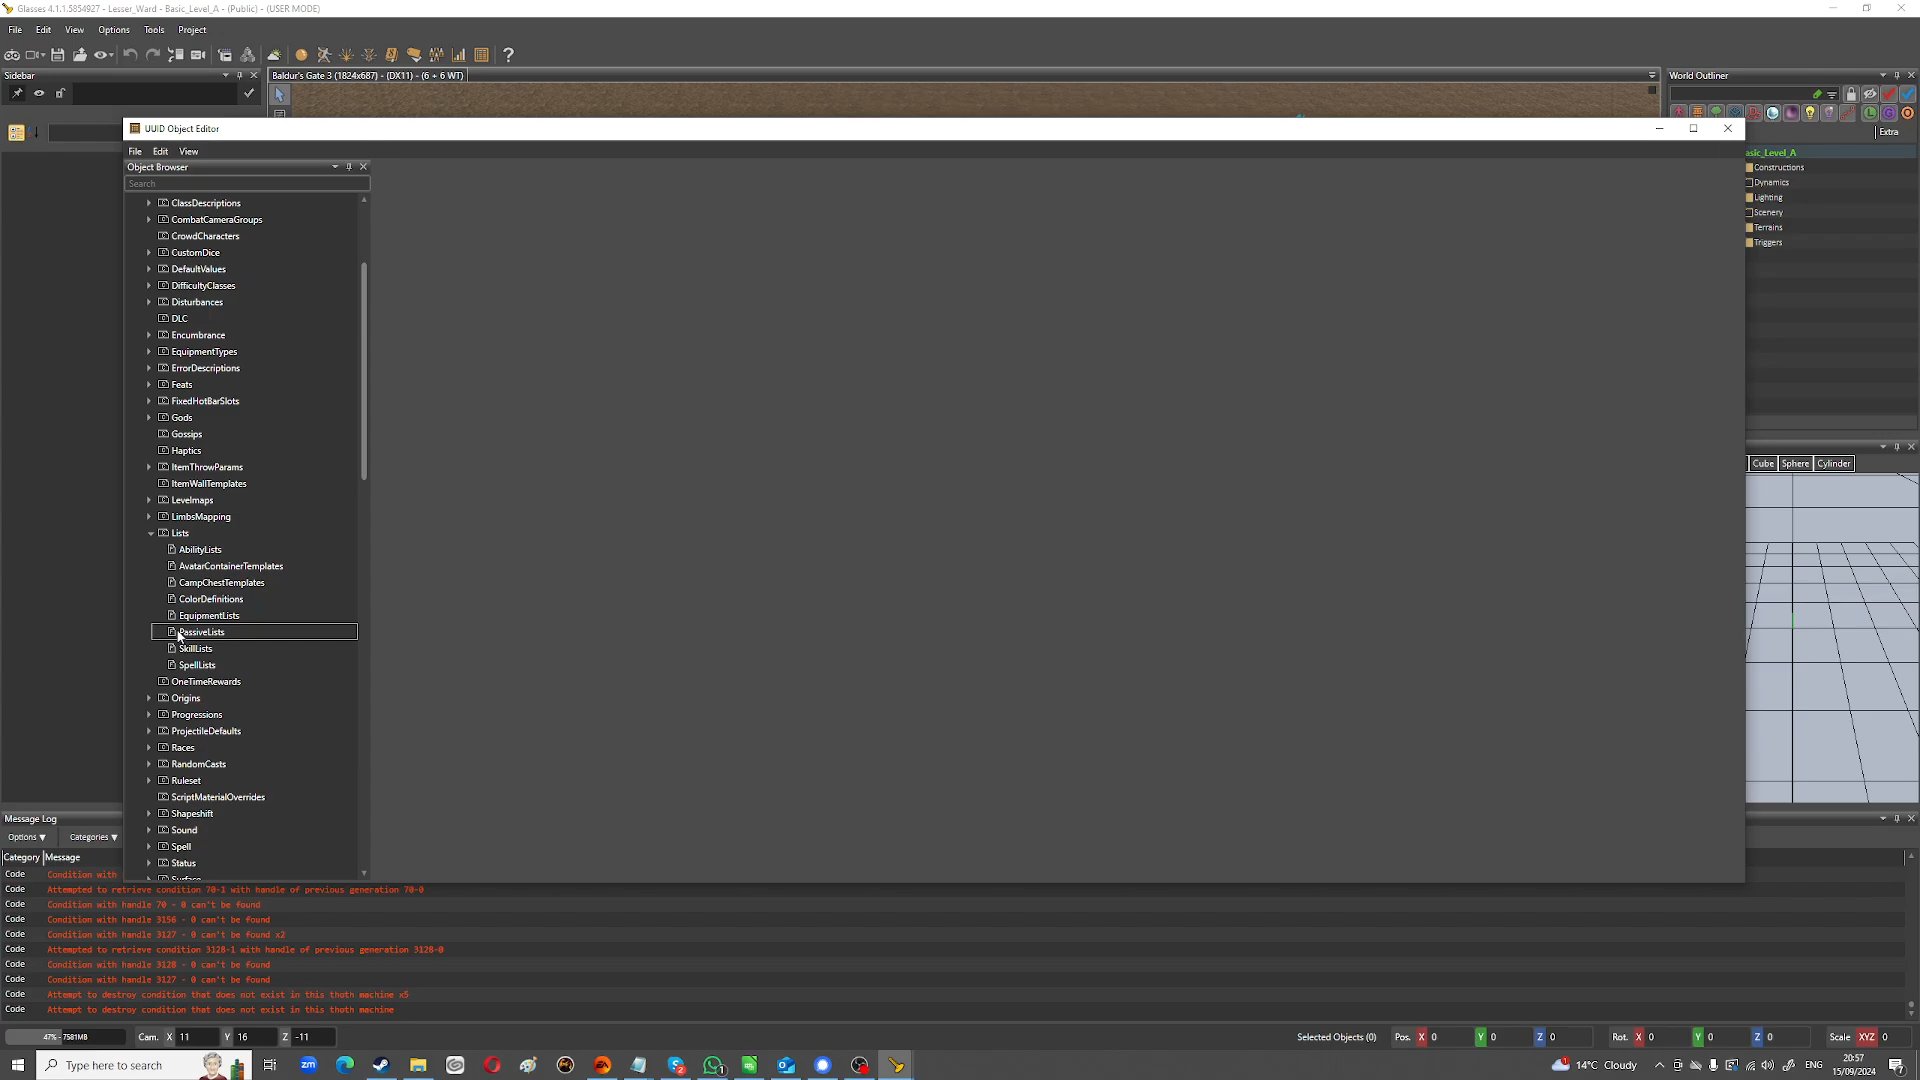 Glasses 4.1.1.5854927 - Lesser_Ward - Basic_Level_A - (Public) - (USER MODE)
File Edit View Options Tools Project
Sidebar
Baldur's Gate 3 (1824x687) - (DX11) - (6 + 6 WT)
World Outliner
Extra
UUID Object Editor
File Edit View
Object Browser
Search
ClassDescriptions
CombatCameraGroups
CrowdCharacters
CustomDice
DefaultValues
DifficultyClasses
Disturbances
DLC
Encumbrance
EquipmentTypes
ErrorDescriptions
Feats
FixedHotBarSlots
Gods
Gossips
Haptics
ItemThrowParams
ItemWallTemplates
Levelmaps
LimbsMapping
Lists
AbilityLists
AvatarContainerTemplates
CampChestTemplates
ColorDefinitions
EquipmentLists
PassiveLists
SkillLists
SpellLists
OneTimeRewards
Origins
Progressions
ProjectileDefaults
Races
RandomCasts
Ruleset
ScriptMaterialOverrides
Shapeshift
Sound
Spell
Status
asic_Level_A
Constructions
Dynamics
Lighting
Scenery
Terrains
Triggers
Cube Sphere Cylinder
Message Log
Options Categories
Category Message
Code Condition with
Code Attempted to retrieve condition 70-1 with handle of previous generation 70-0
Code Condition with handle 70 - 0 can't be found
Code Condition with handle 3156 - 0 can't be found
Code Condition with handle 3127 - 0 can't be found x2
Code Attempted to retrieve condition 3128-1 with handle of previous generation 3128-0
Code Condition with handle 3128 - 0 can't be found
Code Condition with handle 3127 - 0 can't be found
Code Attempt to destroy condition that does not exist in this thoth machine x5
Code Attempt to destroy condition that does not exist in this thoth machine
47% - 7581MB Cam. X 11 Y 16 Z -11 Selected Objects (0) Pos. X 0 Y 0 Z 0 Rot. X 0 Y 0 Z 0 Scale XYZ 0
Type here to search
zm
14°C Cloudy
ENG
20:57
15/09/2024